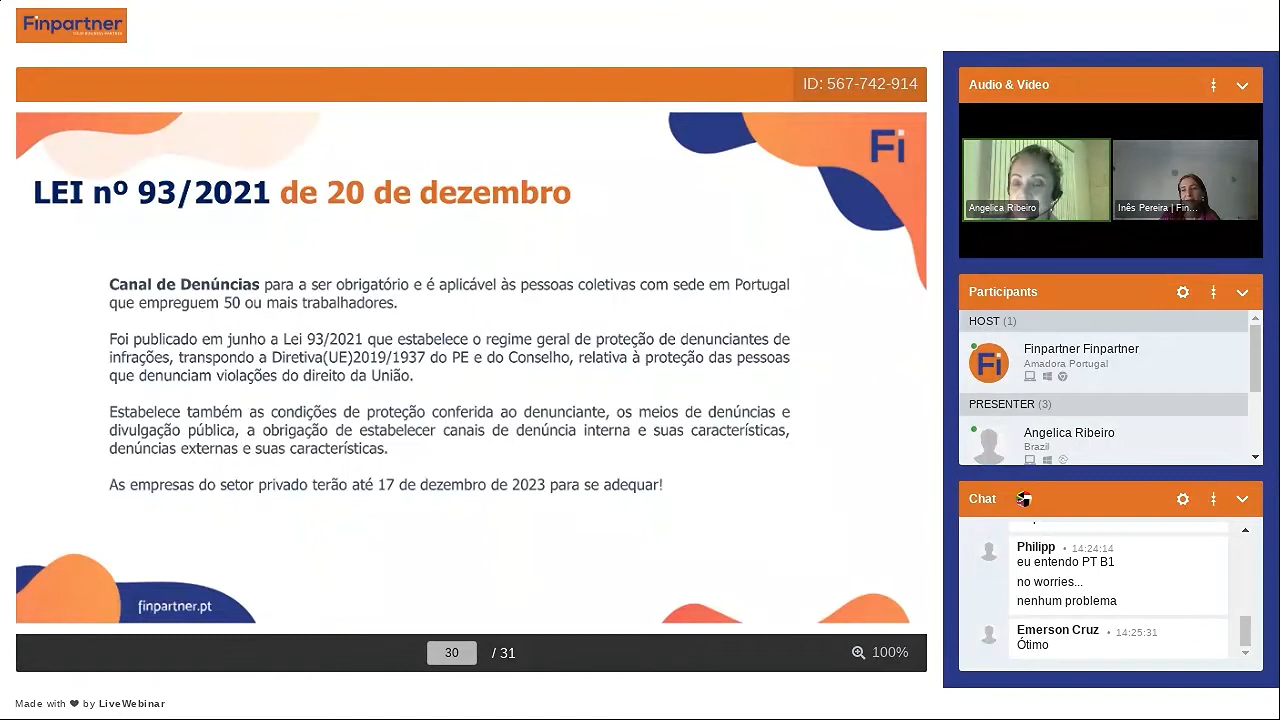 Finpartner
ID: 567-742-914
Fi
LEI nº 93/2021 de 20 de dezembro
Canal de Denúncias para a ser obrigatório e é aplicável às pessoas coletivas com sede em Portugal
que empreguem 50 ou mais trabalhadores.
Foi publicado em junho a Lei 93/2021 que estabelece o regime geral de proteção de denunciantes de
infrações, transpondo a Diretiva(UE)2019/1937 do PE e do Conselho, relativa à proteção das pessoas
que denunciam violações do direito da União.
Estabelece também as condições de proteção conferida ao denunciante, os meios de denúncias e
divulgação pública, a obrigação de estabelecer canais de denúncia interna e suas características,
denúncias externas e suas características.
As empresas do setor privado terão até 17 de dezembro de 2023 para se adequar!
finpartner.pt
30 / 31
100%
Made with ❤ by LiveWebinar
Audio & Video
Angelica Ribeiro
Inês Pereira | Fin...
Participants
HOST (1)
Fi
Finpartner Finpartner
Amadora Portugal
PRESENTER (3)
Angelica Ribeiro
Brazil
Chat
Philipp • 14:24:14
eu entendo PT B1
no worries...
nenhum problema
Emerson Cruz • 14:25:31
Ótimo